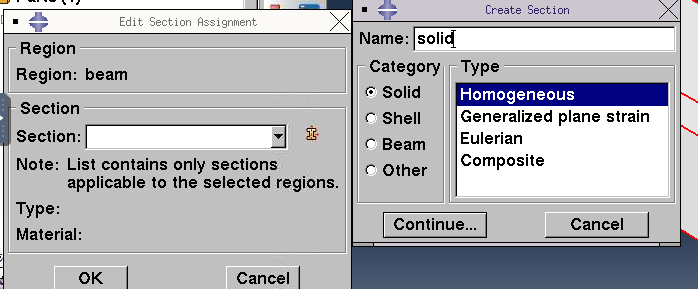 Parts (1)
Edit Section Assignment
Region
Region: beam
Section
Section:
Note: List contains only sections
applicable to the selected regions.
Type:
Material:
OK
Cancel
Create Section
Name: solid
Category
Solid
Shell
Beam
Other
Type
Homogeneous
Generalized plane strain
Eulerian
Composite
Continue...
Cancel